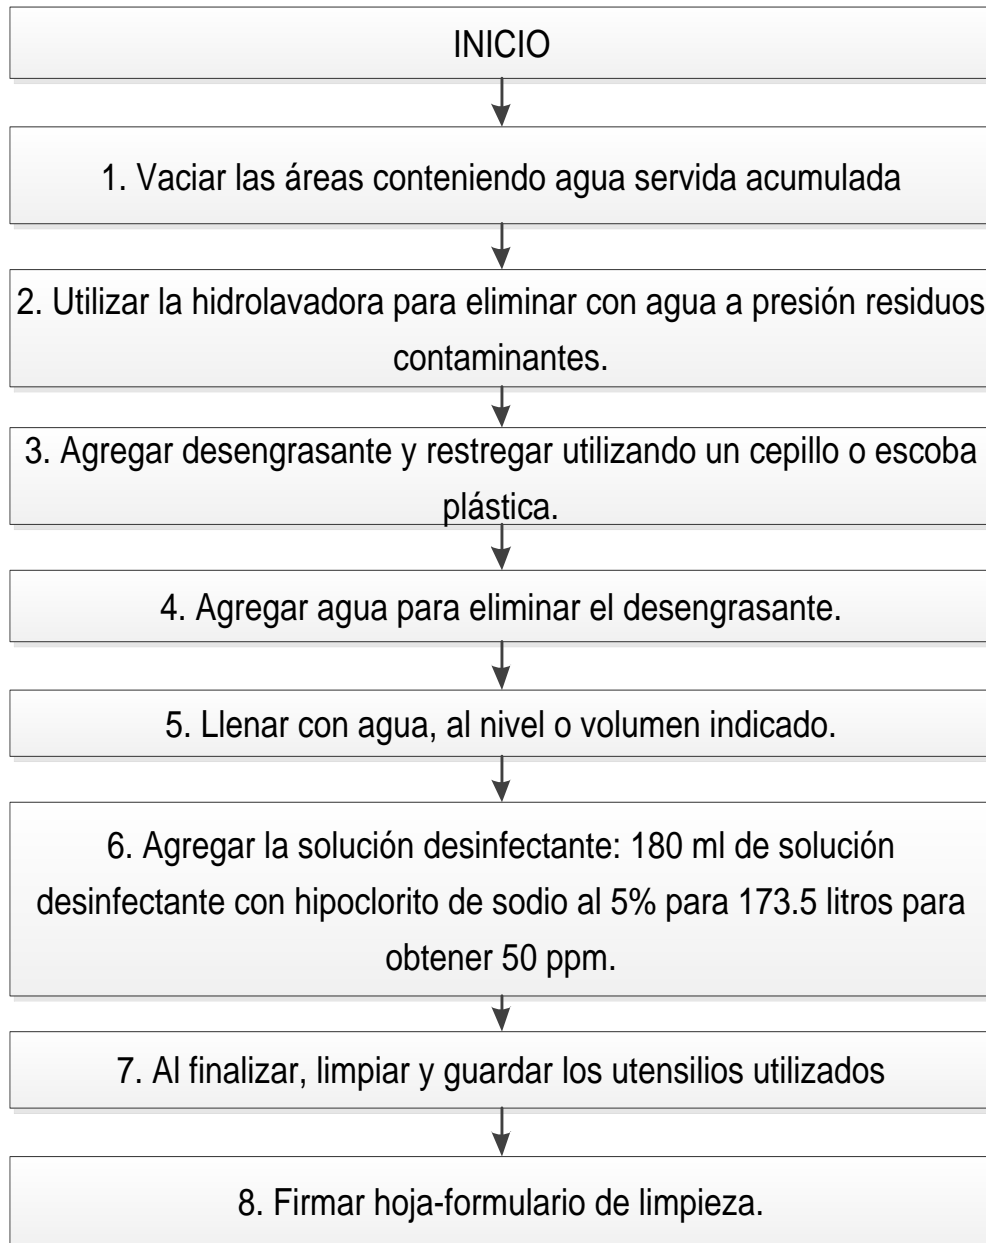 INICIO
1. Vaciar las áreas conteniendo agua servida acumulada
2. Utilizar la hidrolavadora para eliminar con agua a presión residuos
contaminantes.
3. Agregar desengrasante y restregar utilizando un cepillo o escoba
plástica.
4. Agregar agua para eliminar el desengrasante.
5. Llenar con agua, al nivel o volumen indicado.
6. Agregar la solución desinfectante: 180 ml de solución
desinfectante con hipoclorito de sodio al 5% para 173.5 litros para
obtener 50 ppm.
7. Al finalizar, limpiar y guardar los utensilios utilizados
8. Firmar hoja-formulario de limpieza.